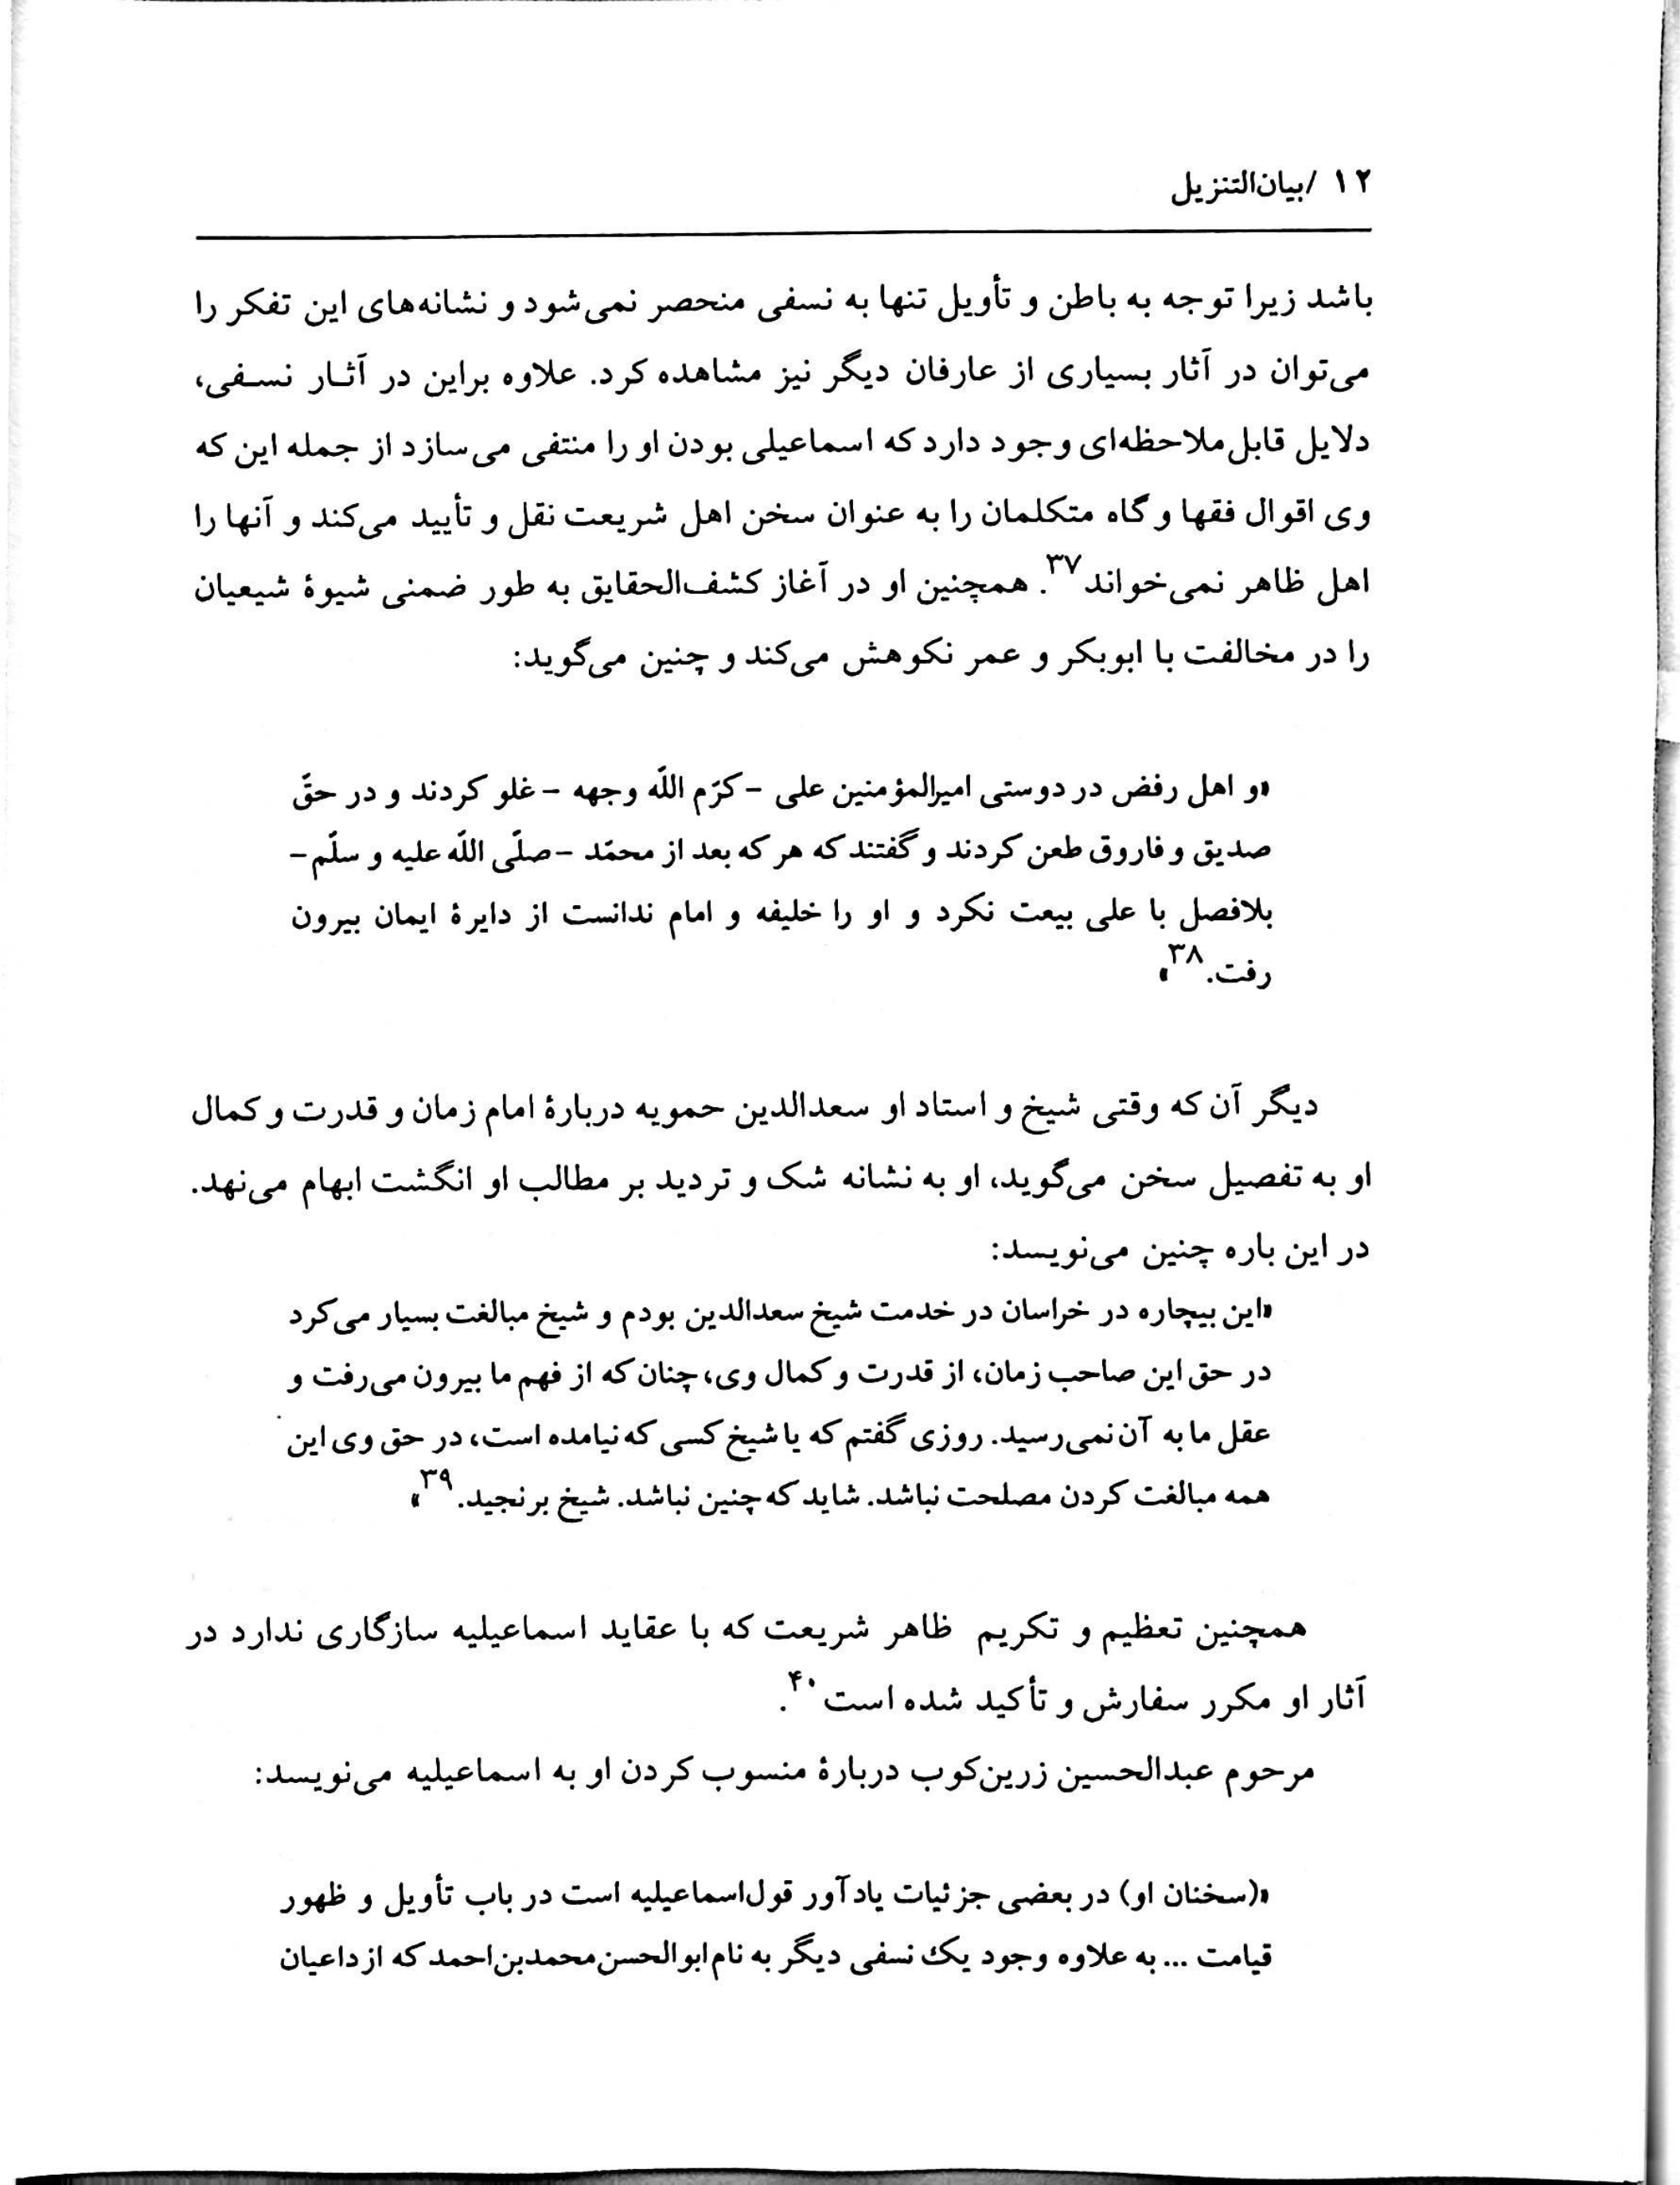 ۱۲ /بیان‌التنزیل
باشد زیرا توجه به باطن و تأویل تنها به نسفی منحصر نمی‌شود و نشانه‌های این تفکر را
می‌توان در آثار بسیاری از عارفان دیگر نیز مشاهده کرد. علاوه براین در آثار نسفی،
دلایل قابل‌ملاحظه‌ای وجود دارد که اسماعیلی بودن او را منتفی می‌سازد از جمله این که
وی اقوال فقها و گاه متکلمان را به عنوان سخن اهل شریعت نقل و تأیید می‌کند و آنها را
اهل ظاهر نمی‌خواند۳۷. همچنین او در آغاز کشف‌الحقایق به طور ضمنی شیوهٔ شیعیان
را در مخالفت با ابوبکر و عمر نکوهش می‌کند و چنین می‌گوید:
«و اهل رفض در دوستی امیرالمؤمنین علی -کرّم اللّه وجهه -غلو کردند و در حقّ
صدیق و فاروق طعن کردند و گفتند که هر که بعد از محمّد -صلّی اللّه علیه و سلّم-
بلافصل با علی بیعت نکرد و او را خلیفه و امام ندانست از دایرهٔ ایمان بیرون
رفت.۳۸»
دیگر آن که وقتی شیخ و استاد او سعدالدین حمویه دربارهٔ امام زمان و قدرت و کمال
او به تفصیل سخن می‌گوید، او به نشانه شک و تردید بر مطالب او انگشت ابهام می‌نهد.
در این باره چنین می‌نویسد:
«این بیچاره در خراسان در خدمت شیخ سعدالدین بودم و شیخ مبالغت بسیار می‌کرد
در حق این صاحب زمان، از قدرت و کمال وی، چنان که از فهم ما بیرون می‌رفت و
عقل ما به آن نمی‌رسید. روزی گفتم که یا شیخ کسی که نیامده است، در حق وی این
همه مبالغت کردن مصلحت نباشد. شاید که چنین نباشد. شیخ برنجید.۳۹»
همچنین تعظیم و تکریم ظاهر شریعت که با عقاید اسماعیلیه سازگاری ندارد در
آثار او مکرر سفارش و تأکید شده است۴۰.
مرحوم عبدالحسین زرین‌کوب دربارهٔ منسوب کردن او به اسماعیلیه می‌نویسد:
«(سخنان او) در بعضی جزئیات یادآور قول‌اسماعیلیه است در باب تأویل و ظهور
قیامت ... به علاوه وجود یک نسفی دیگر به نام ابوالحسن‌محمدبن‌احمد که از داعیان